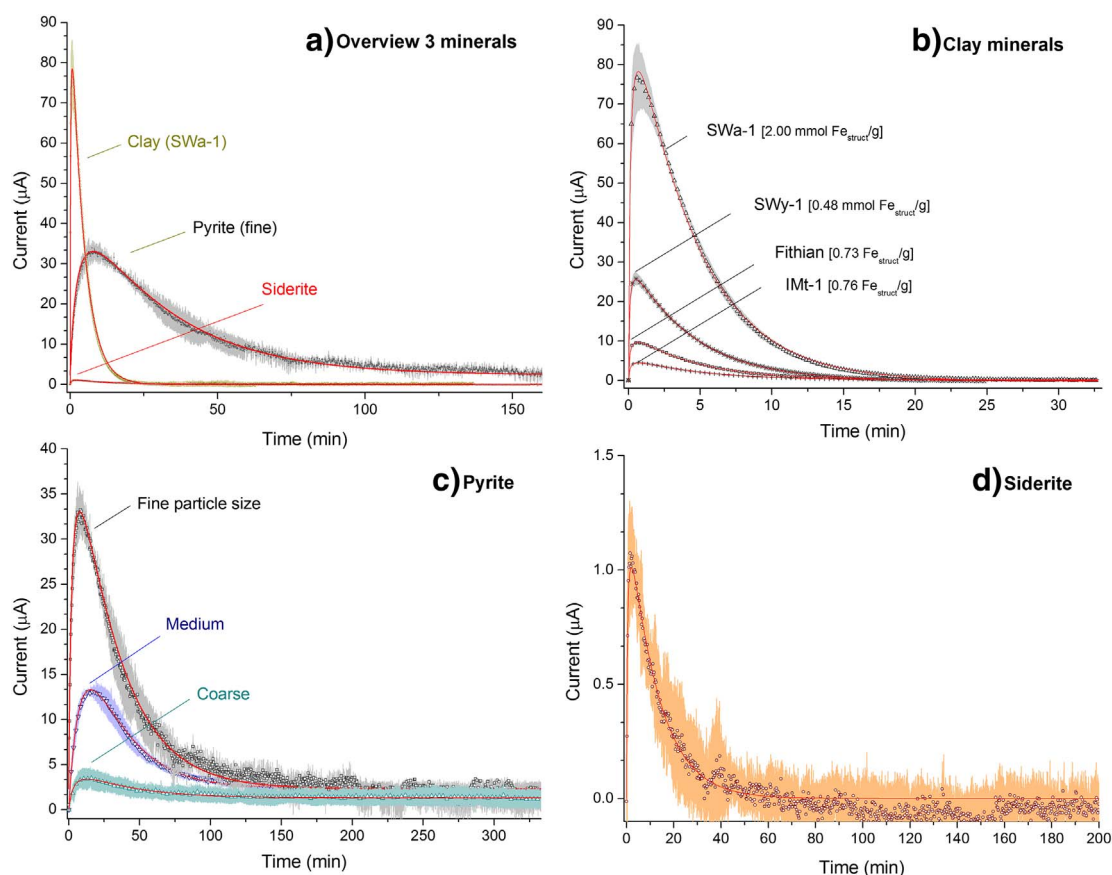 a) Overview 3 minerals
90
80
70
60
50
40
30
20
10
0
Current (µA)
Clay (SWa-1)
Pyrite (fine)
Siderite
0 50 100 150
Time (min)
b) Clay minerals
90
80
70
60
50
40
30
20
10
0
Current (µA)
SWa-1 [2.00 mmol Festruct/g]
SWy-1 [0.48 mmol Festruct/g]
Fithian [0.73 Festruct/g]
IMt-1 [0.76 Festruct/g]
0 5 10 15 20 25 30
Time (min)
c) Pyrite
40
35
30
25
20
15
10
5
0
Current (µA)
Fine particle size
Medium
Coarse
0 50 100 150 200 250 300
Time (min)
d) Siderite
1.5
1.0
0.5
0.0
Current (µA)
0 20 40 60 80 100 120 140 160 180 200
Time (min)